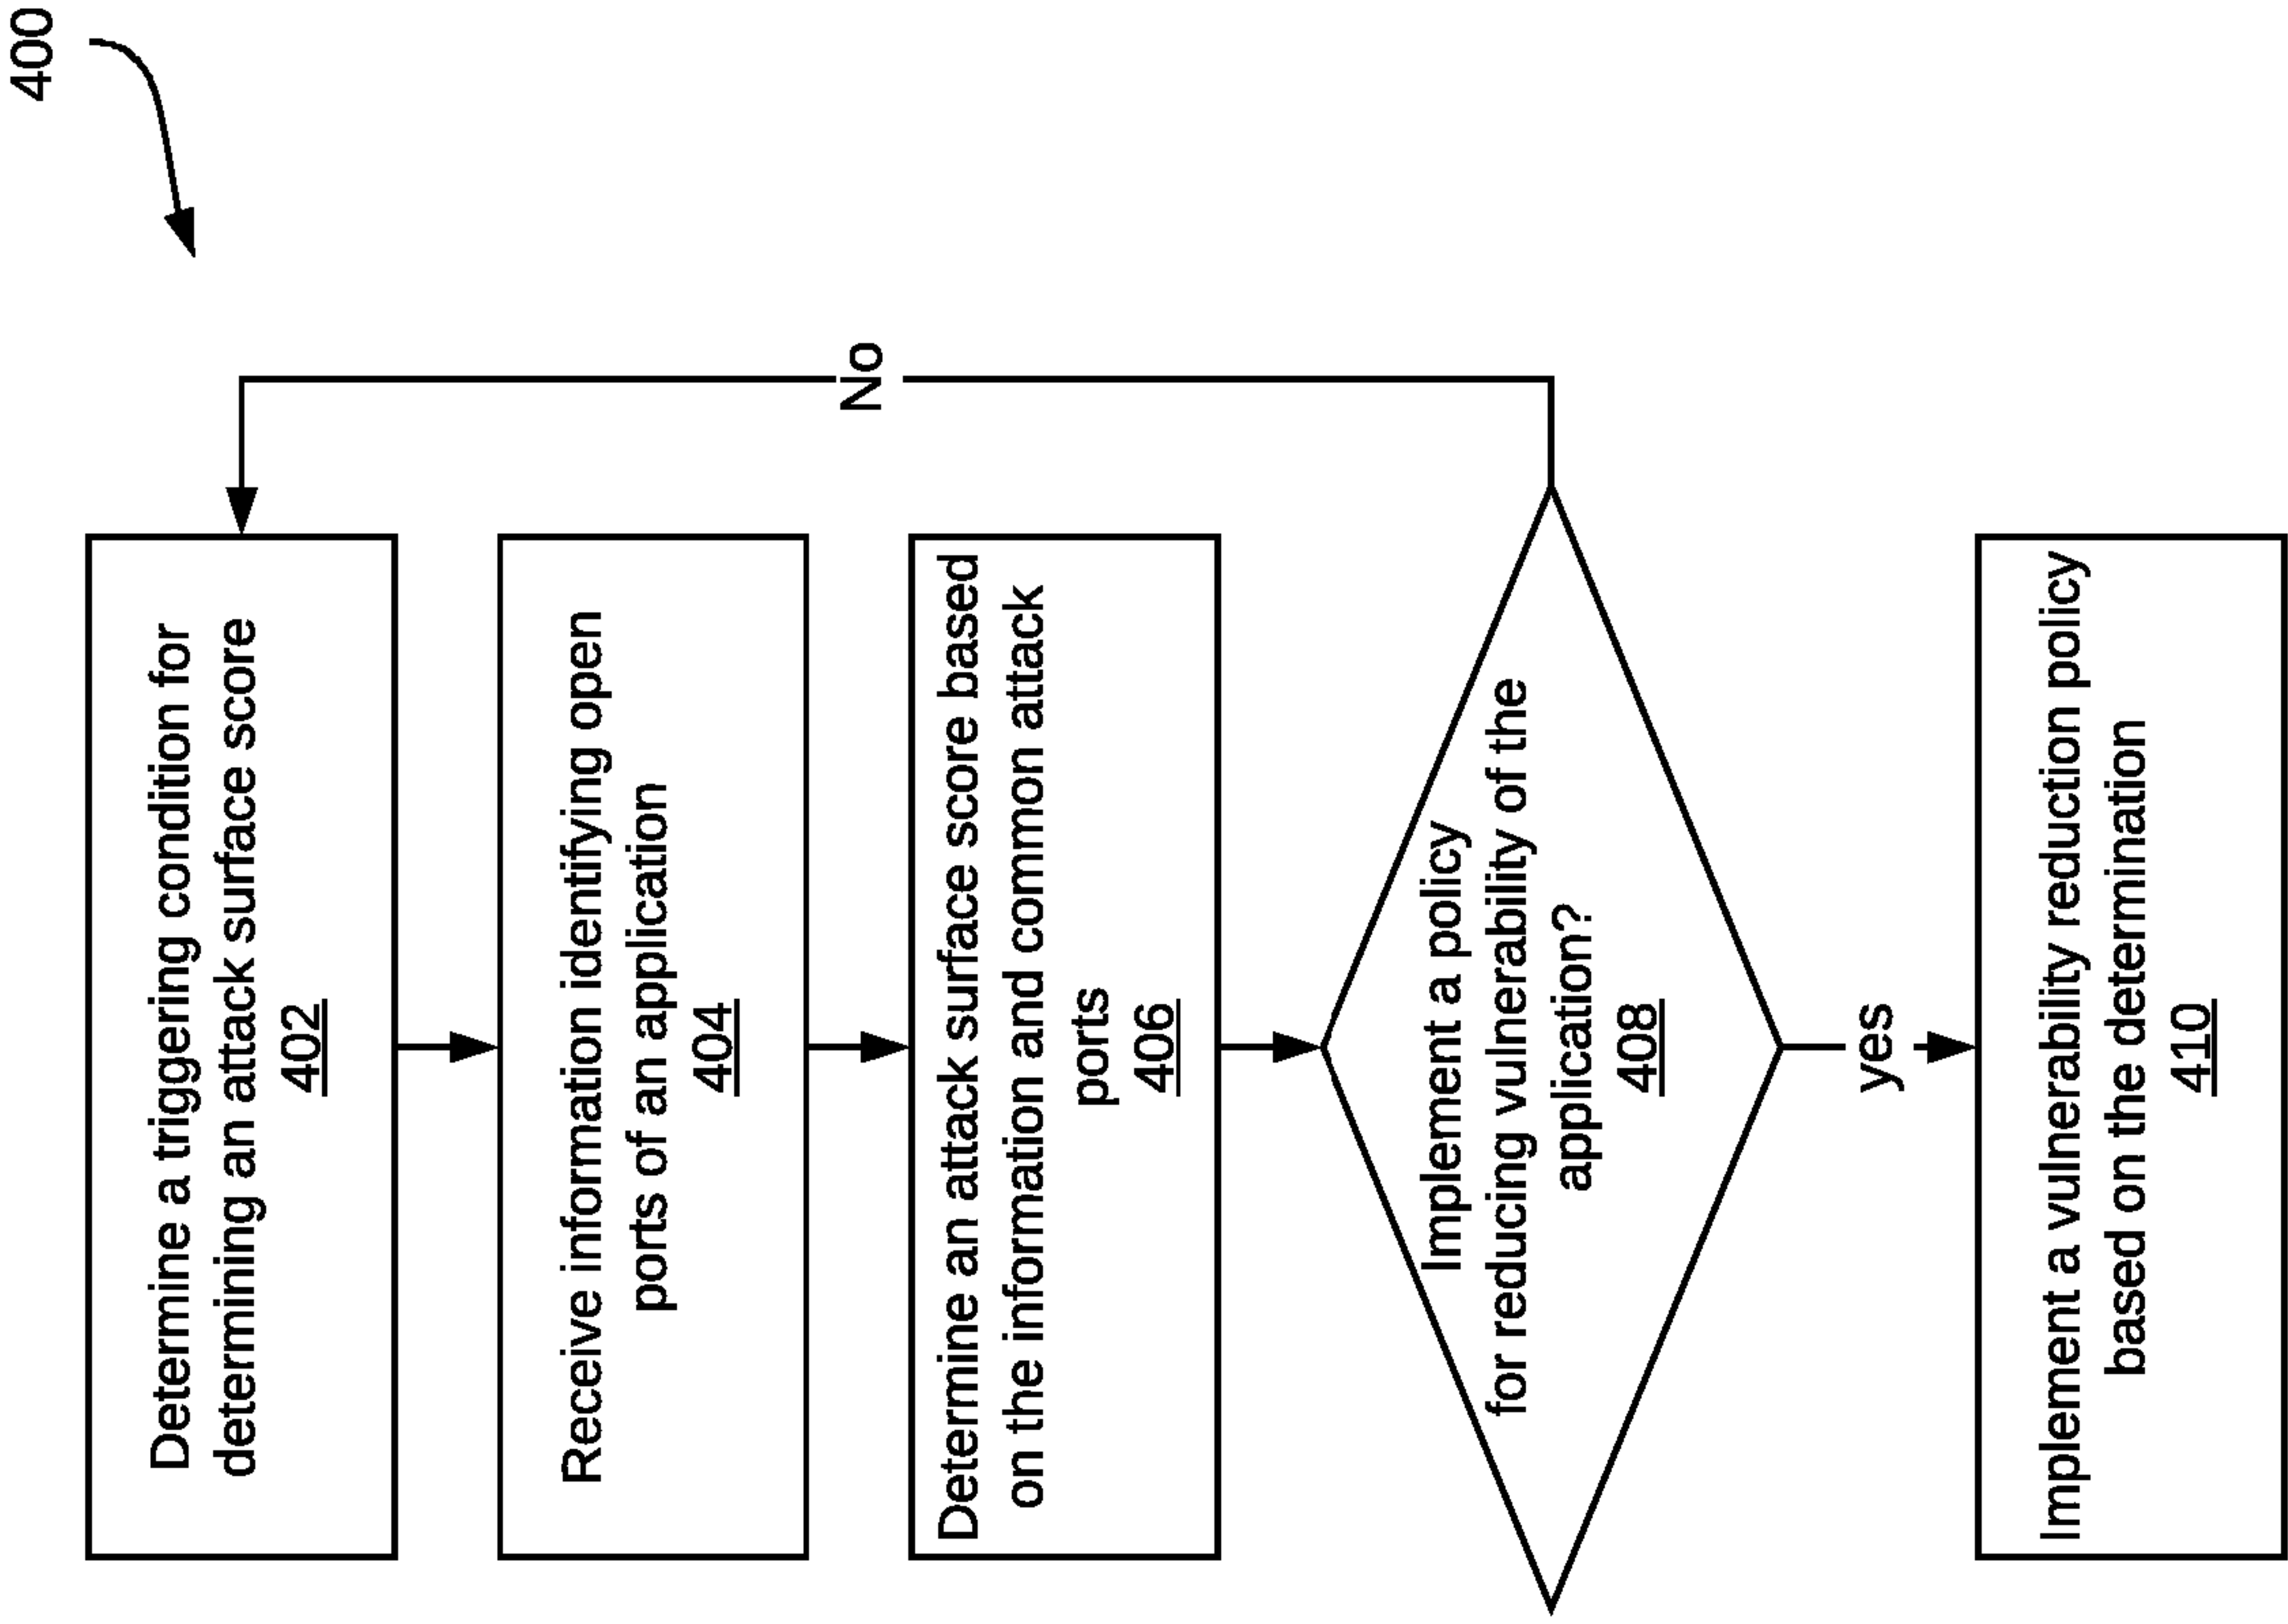 400
Determine a triggering condition for
determining an attack surface score
402
Receive information identifying open
ports of an application
404
Determine an attack surface score based
on the information and common attack
ports
406
Implement a policy
for reducing vulnerability of the
application?
408
No
yes
Implement a vulnerability reduction policy
based on the determination
410